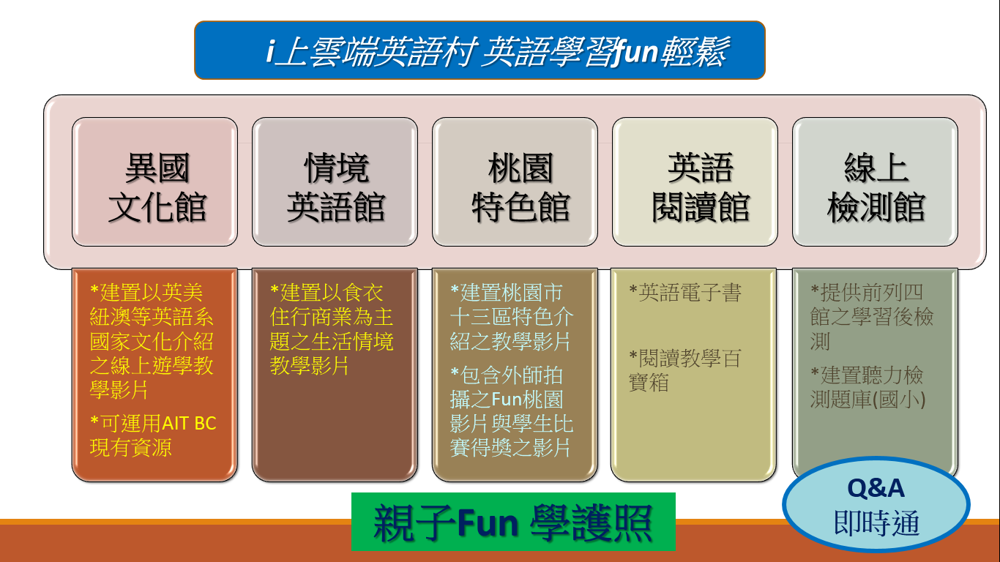 i上雲端英語村 英語學習fun輕鬆
異國
文化館
情境
英語館
桃園
特色館
英語
閱讀館
線上
檢測館
*建置以英美
紐澳等英語系
國家文化介紹
之線上遊學教
學影片
*可運用AIT BC
現有資源
*建置以食衣
住行商業為主
題之生活情境
教學影片
*建置桃園市
十三區特色介
紹之教學影片
*包含外師拍
攝之Fun桃園
影片與學生比
賽得獎之影片
*英語電子書
*閱讀教學百
寶箱
*提供前列四
館之學習後檢
測
*建置聽力檢
測題庫(國小)
Q&A
即時通
親子Fun 學護照